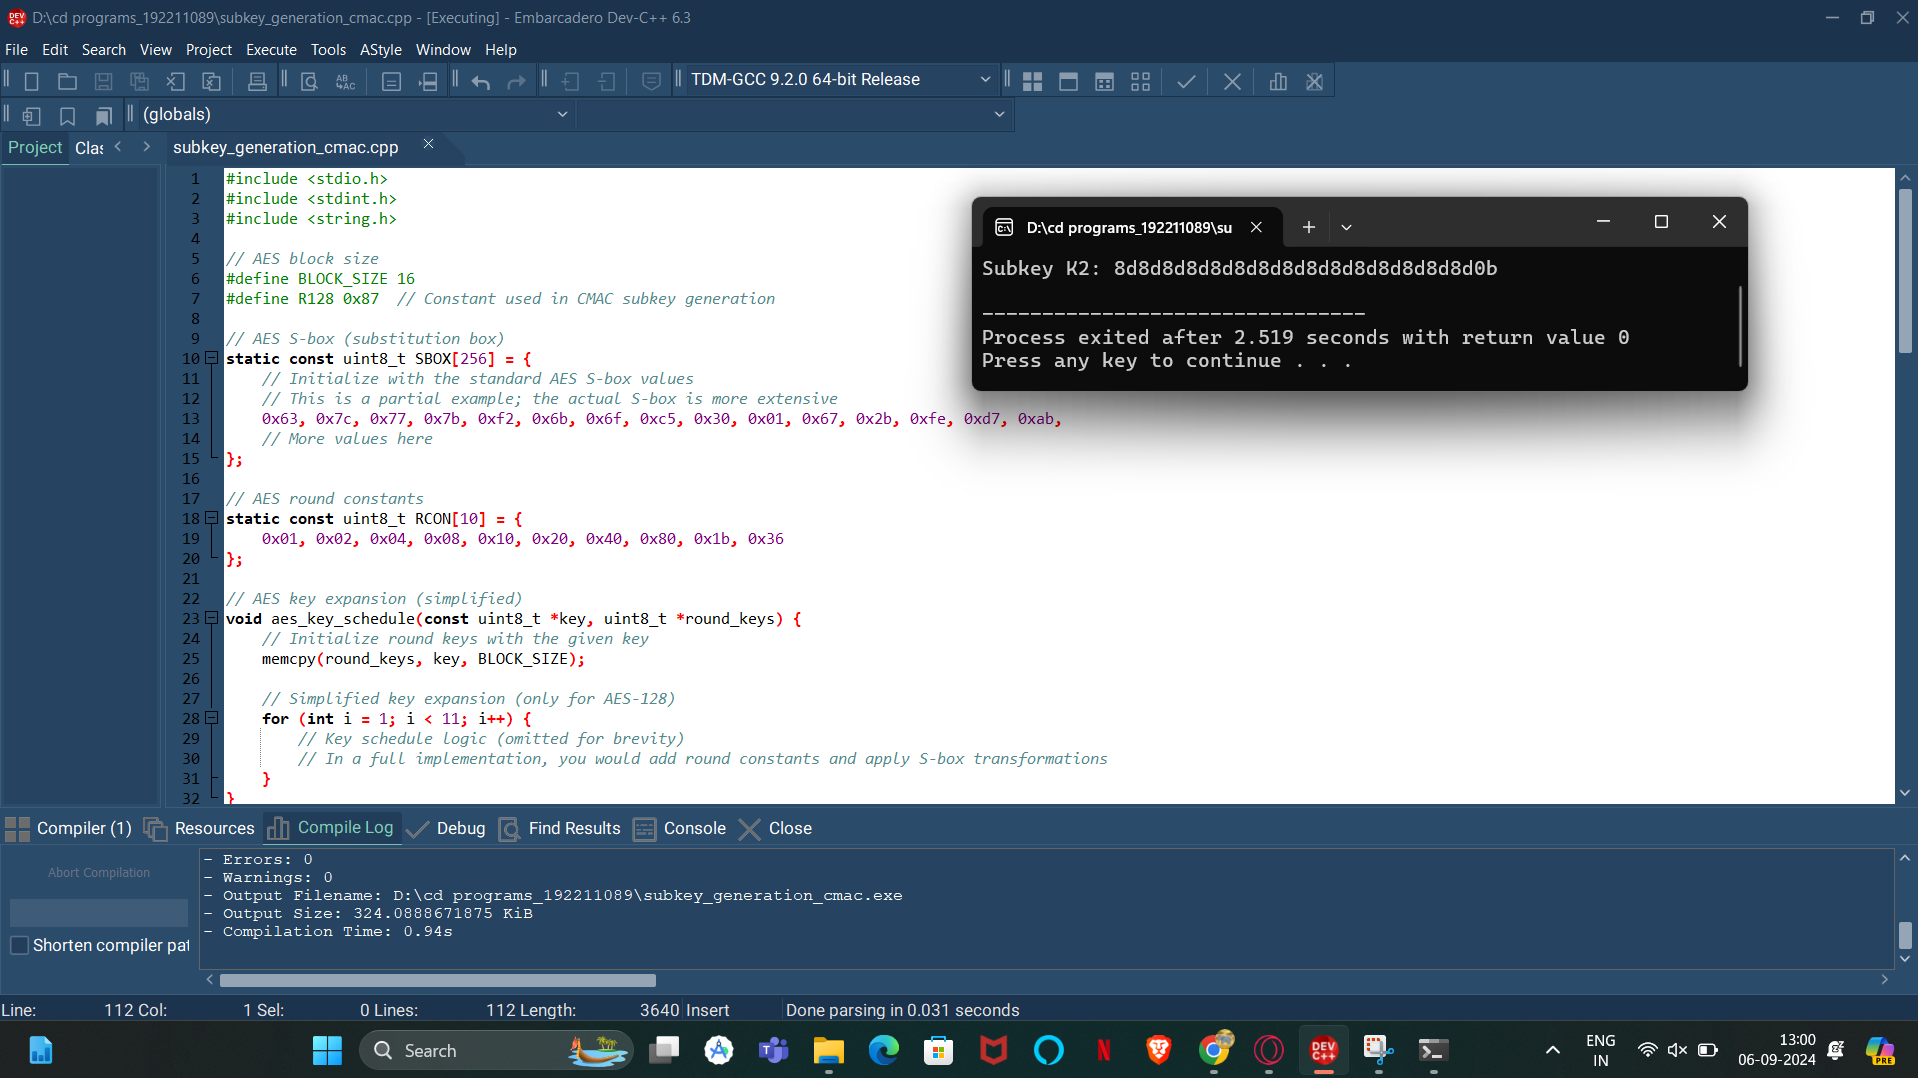 D:\cd programs_192211089\subkey_generation_cmac.cpp - [Executing] - Embarcadero Dev-C++ 6.3
File Edit Search View Project Execute Tools AStyle Window Help
TDM-GCC 9.2.0 64-bit Release
(globals)
Project Clas
subkey_generation_cmac.cpp
1 #include <stdio.h>
2 #include <stdint.h>
3 #include <string.h>
4
5 // AES block size
6 #define BLOCK_SIZE 16
7 #define R128 0x87 // Constant used in CMAC subkey generation
8
9 // AES S-box (substitution box)
10 static const uint8_t SBOX[256] = {
11 // Initialize with the standard AES S-box values
12 // This is a partial example; the actual S-box is more extensive
13 0x63, 0x7c, 0x77, 0x7b, 0xf2, 0x6b, 0x6f, 0xc5, 0x30, 0x01, 0x67, 0x2b, 0xfe, 0xd7, 0xab,
14 // More values here
15 };
16
17 // AES round constants
18 static const uint8_t RCON[10] = {
19 0x01, 0x02, 0x04, 0x08, 0x10, 0x20, 0x40, 0x80, 0x1b, 0x36
20 };
21
22 // AES key expansion (simplified)
23 void aes_key_schedule(const uint8_t *key, uint8_t *round_keys) {
24 // Initialize round keys with the given key
25 memcpy(round_keys, key, BLOCK_SIZE);
26
27 // Simplified key expansion (only for AES-128)
28 for (int i = 1; i < 11; i++) {
29 // Key schedule logic (omitted for brevity)
30 // In a full implementation, you would add round constants and apply S-box transformations
31 }
32 }
D:\cd programs_192211089\su
Subkey K2: 8d8d8d8d8d8d8d8d8d8d8d8d8d8d8d0b
--------------------------------
Process exited after 2.519 seconds with return value 0
Press any key to continue . . .
Compiler (1) Resources Compile Log Debug Find Results Console Close
Abort Compilation
Shorten compiler pat
- Errors: 0
- Warnings: 0
- Output Filename: D:\cd programs_192211089\subkey_generation_cmac.exe
- Output Size: 324.0888671875 KiB
- Compilation Time: 0.94s
Line: 112 Col: 1 Sel: 0 Lines: 112 Length: 3640 Insert Done parsing in 0.031 seconds
Search
DEV C++
ENG
IN
13:00
06-09-2024
PRE